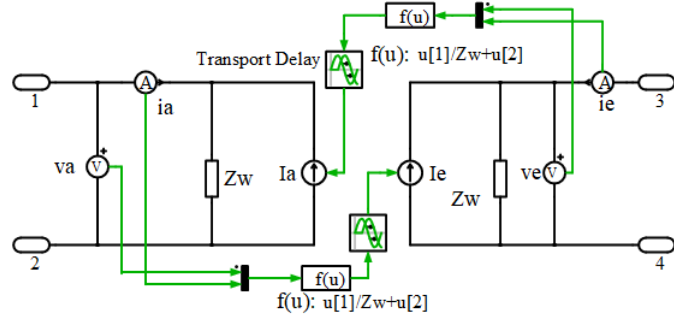 f(u)
Transport Delay
f(u): u[1]/Zw+u[2]
1
A
ia
A
ie
3
va
V
Zw
Ia
Ie
Zw
ve
V
2
4
f(u)
f(u): u[1]/Zw+u[2]